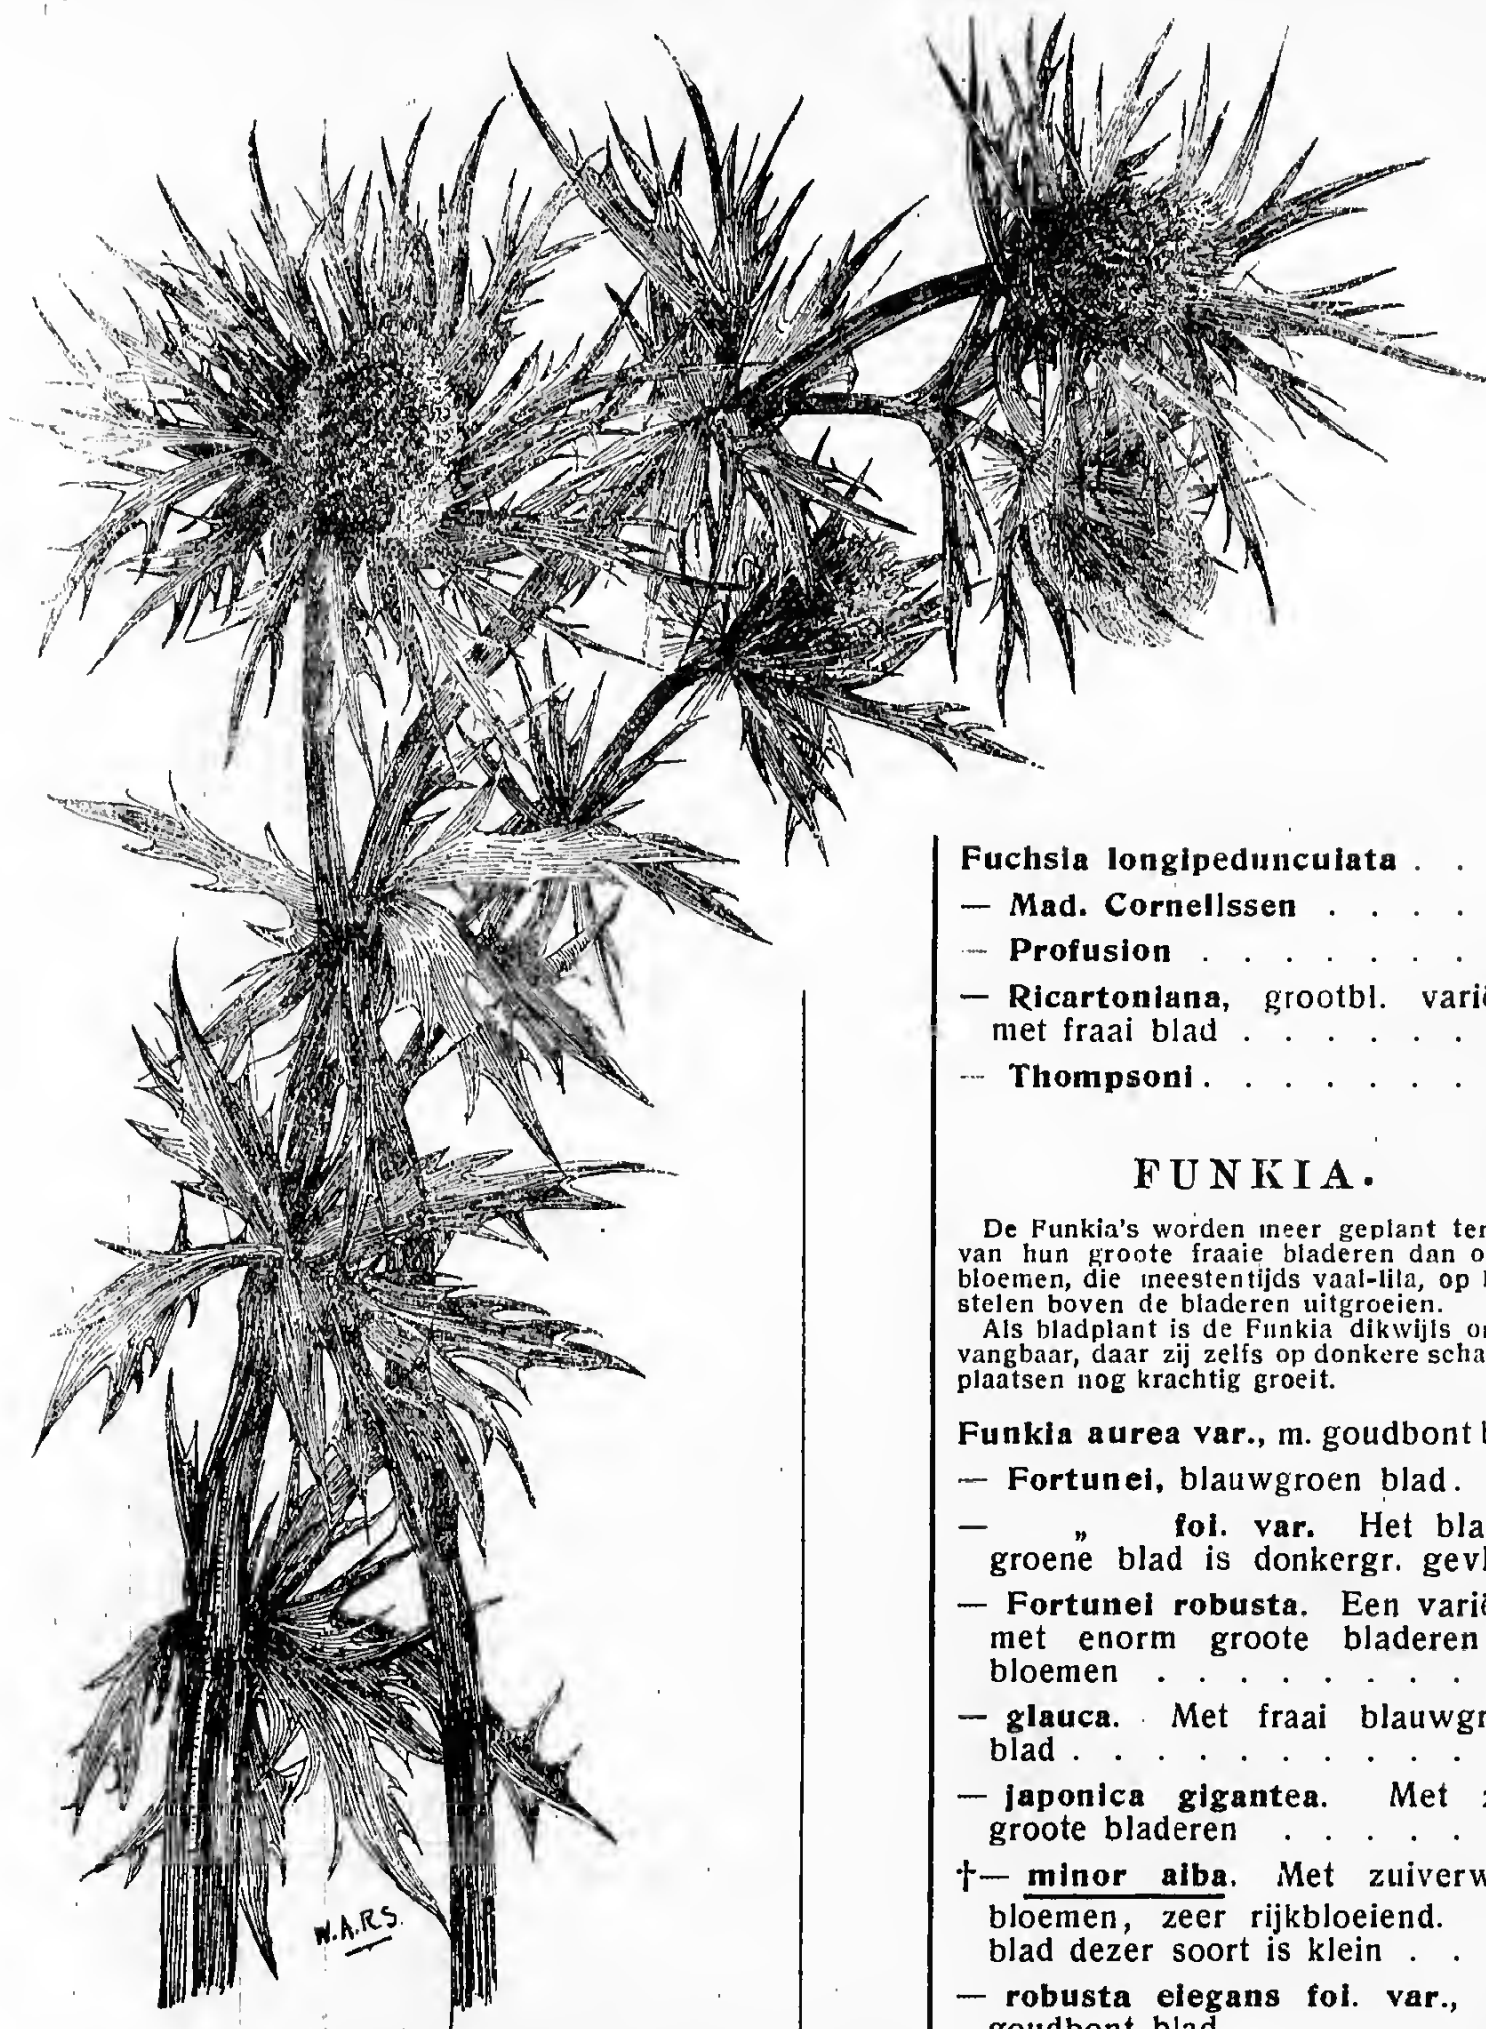 W.A.R.S.
Fuchsia longipedunculata . .
— Mad. Cornelissen . . . .
— Profusion . . . . . . .
— Ricartoniana, grootbl.
met fraai blad . . . . . .
— Thompsoni . . . . . . .
FUNKIA.
De Funkia's worden meer geplant
van hun groote fraaie bladeren dan
bloemen, die meestentijds vaal-lila, op
stelen boven de bladeren uitgroeien.
Als bladplant is de Funkia dikwijls
vangbaar, daar zij zelfs op donkere
plaatsen nog krachtig groeit.
Funkia aurea var., m. goudbont
— Fortunei, blauwgroen blad.
— „ fol. var. Het
groene blad is donkergr.
— Fortunei robusta. Een
met enorm groote bladeren
bloemen . . . . . . . .
— glauca. Met fraai
blad . . . . . . . . . .
— japonica gigantea. Met
groote bladeren . . . . .
†— minor alba. Met
bloemen, zeer rijkbloeiend.
blad dezer soort is klein . .
— robusta elegans fol. var.,
goudbont blad